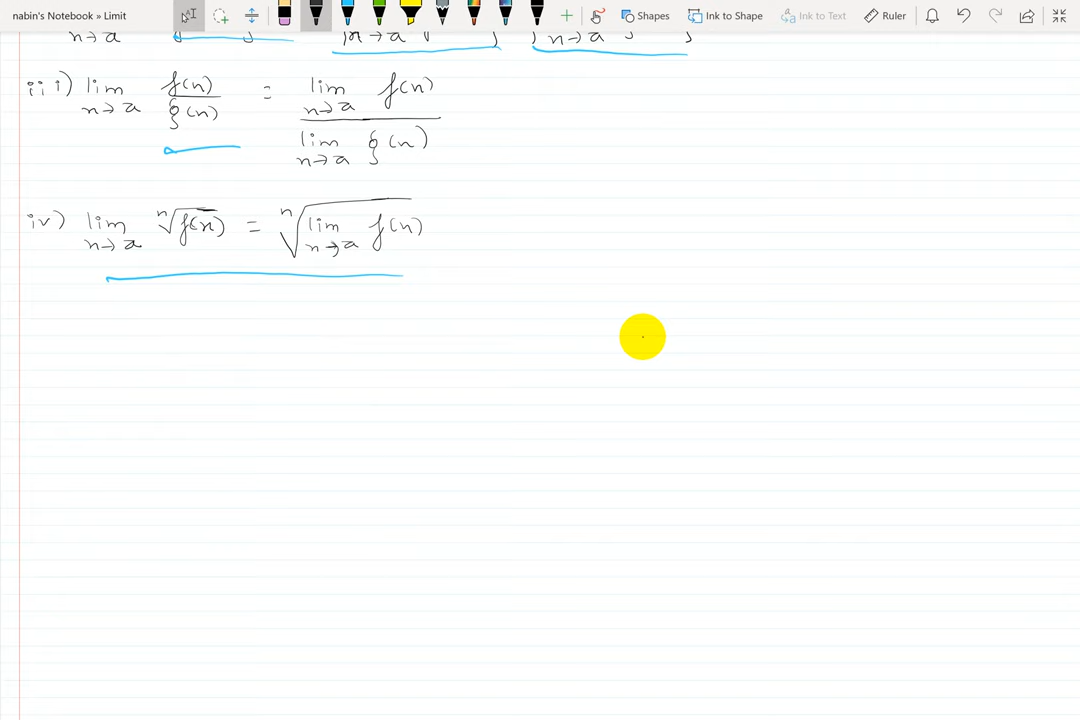 nabin's Notebook » Limit
Shapes
Ink to Shape
Ink to Text
Ruler
n→a n→a n→a
iii) lim n→a f(n)/g(n) = lim n→a f(n) / lim n→a g(n)
iv) lim n→a ⁿ√f(n) = ⁿ√lim n→a f(n)